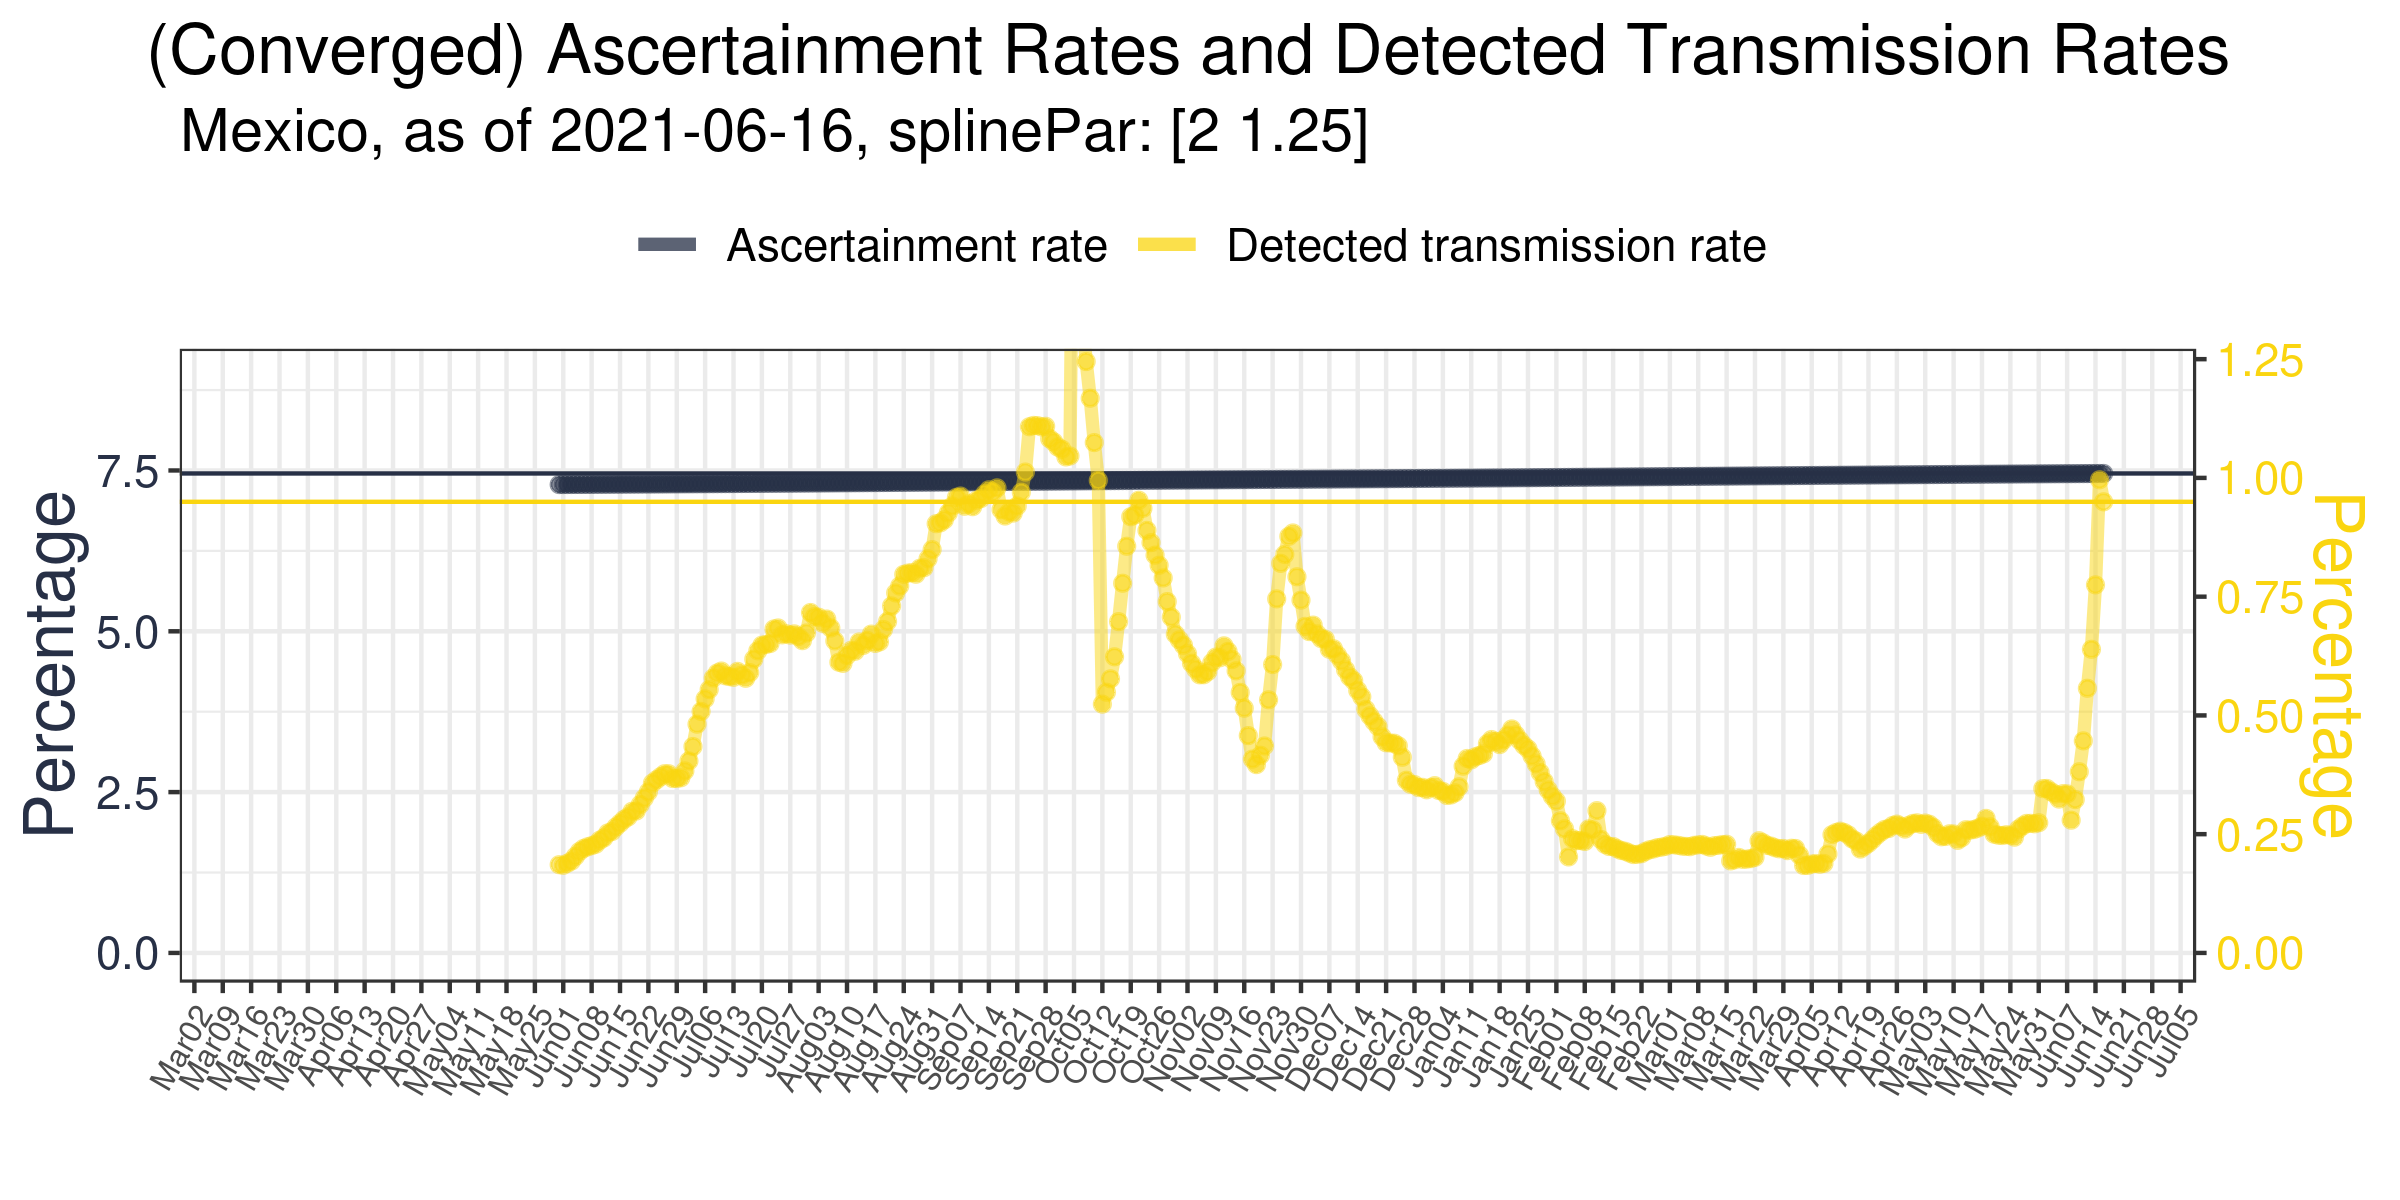 (Converged) Ascertainment Rates and Detected Transmission Rates
Mexico, as of 2021-06-16, splinePar: [2 1.25]
Ascertainment rate
Detected transmission rate
Percentage
7.5
5.0
2.5
0.0
1.25
1.00
0.75
0.50
0.25
0.00
Percentage
Mar02
Mar09
Mar16
Mar23
Mar30
Apr06
Apr13
Apr20
Apr27
May04
May11
May18
May25
Jun01
Jun08
Jun15
Jun22
Jun29
Jul06
Jul13
Jul20
Jul27
Aug03
Aug10
Aug17
Aug24
Aug31
Sep07
Sep14
Sep21
Sep28
Oct05
Oct12
Oct19
Oct26
Nov02
Nov09
Nov16
Nov23
Nov30
Dec07
Dec14
Dec21
Dec28
Jan04
Jan11
Jan18
Jan25
Feb01
Feb08
Feb15
Feb22
Mar01
Mar08
Mar15
Mar22
Mar29
Apr05
Apr12
Apr19
Apr26
May03
May10
May17
May24
May31
Jun07
Jun14
Jun21
Jun28
Jul05